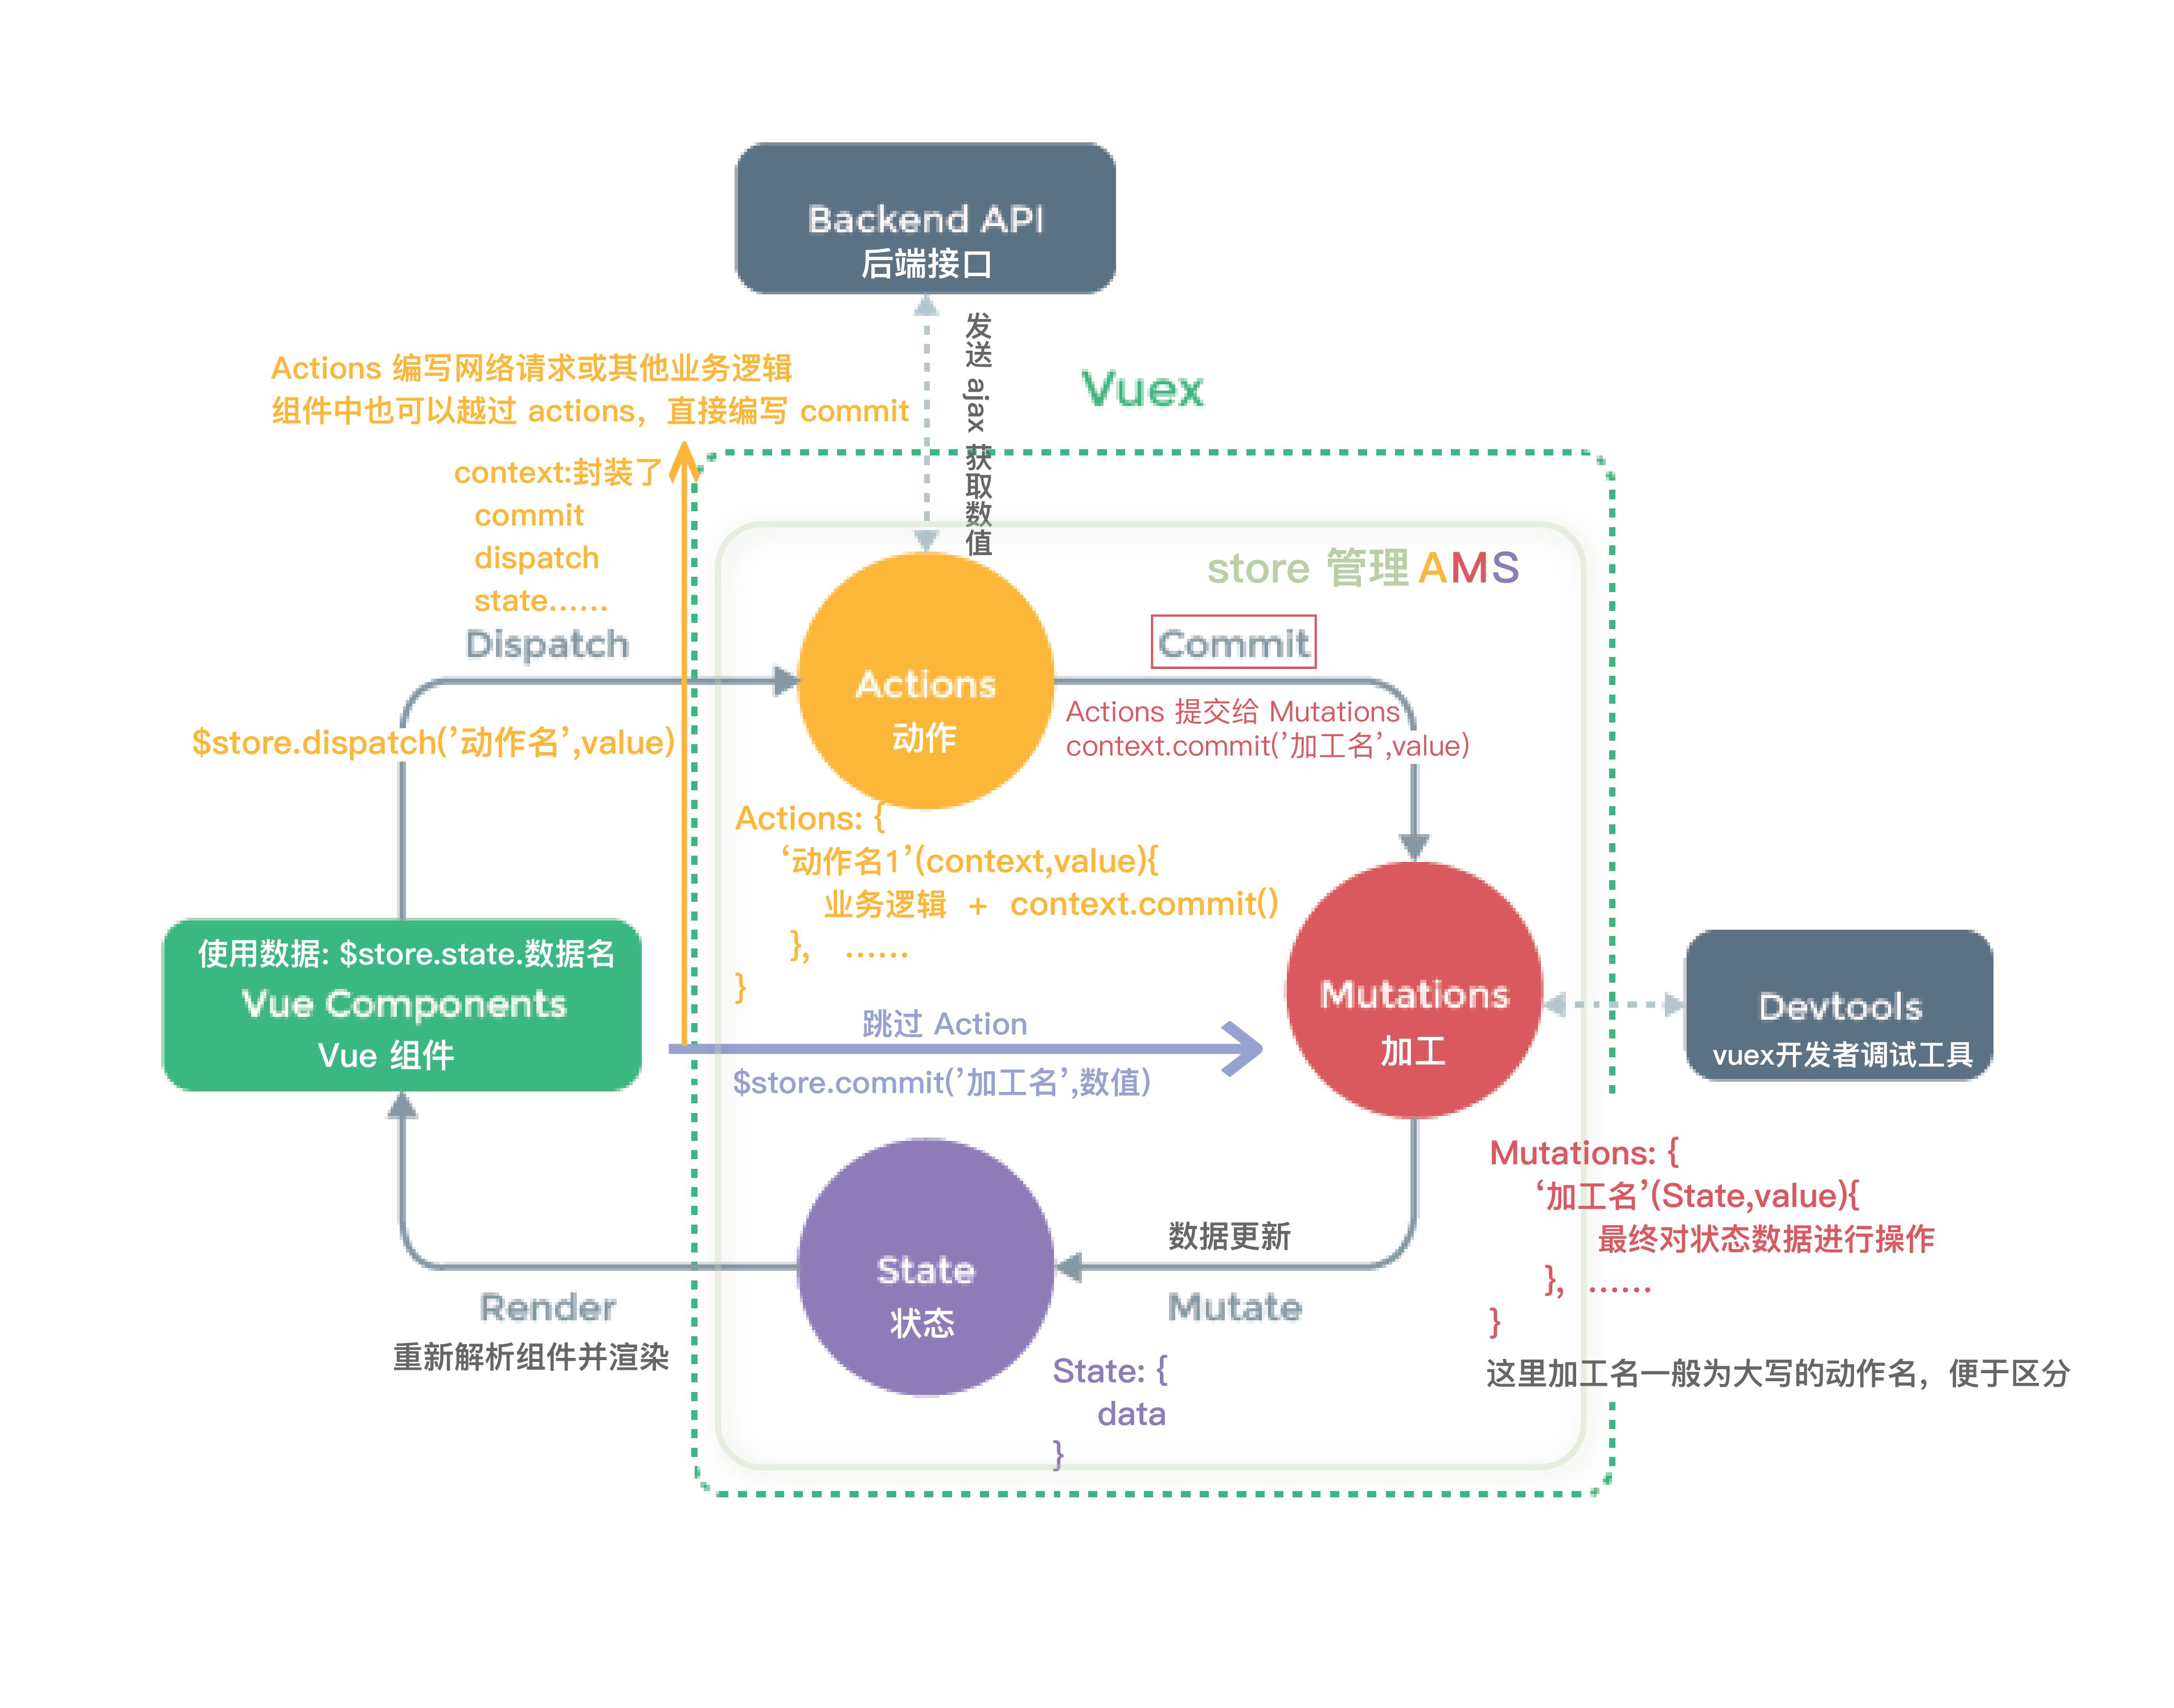 Backend API
后端接口
发送 ajax 获取数值
Actions 编写网络请求或其他业务逻辑
组件中也可以越过 actions，直接编写 commit
Vuex
context:封装了
commit
dispatch
state......
store 管理 AMS
Dispatch
Commit
Actions
动作
Actions 提交给 Mutations
context.commit('加工名',value)
$store.dispatch('动作名',value)
Actions: {
‘动作名1’(context,value){
业务逻辑 + context.commit()
}, ......
}
使用数据: $store.state.数据名
Vue Components
Vue 组件
跳过 Action
$store.commit('加工名',数值)
Mutations
加工
Devtools
vuex开发者调试工具
Mutations: {
‘加工名’(State,value){
最终对状态数据进行操作
}, ......
}
这里加工名一般为大写的动作名，便于区分
数据更新
Mutate
State
状态
State: {
data
}
Render
重新解析组件并渲染